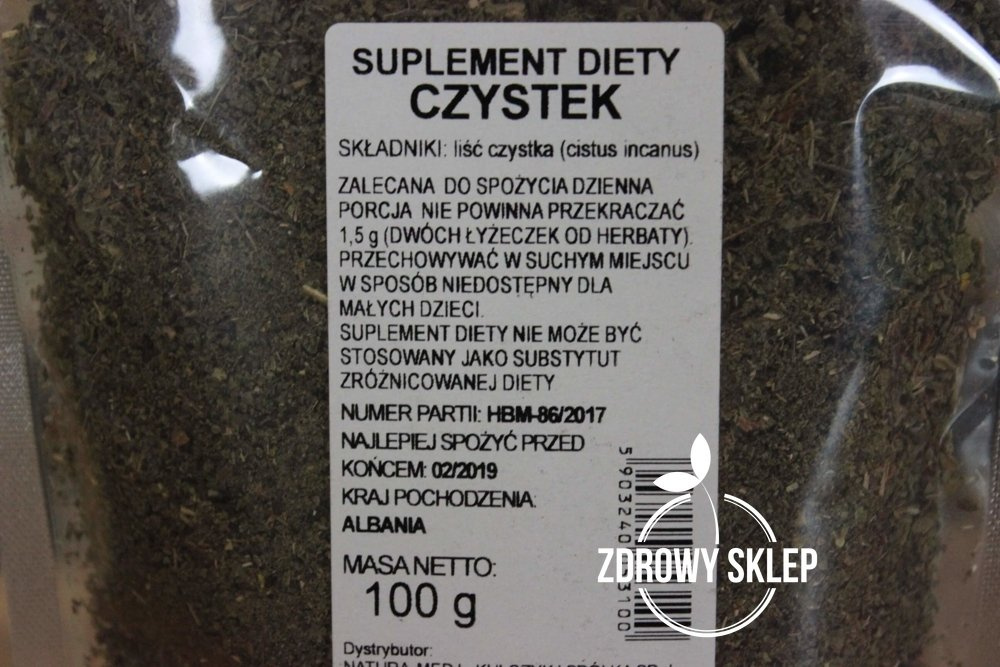 SUPLEMENT DIETY
CZYSTEK
SKŁADNIKI: liść czystka (cistus incanus)
ZALECANA DO SPOŻYCIA DZIENNA
PORCJA NIE POWINNA PRZEKRACZAĆ
1,5 g (DWÓCH ŁYŻECZEK OD HERBATY).
PRZECHOWYWAĆ W SUCHYM MIEJSCU
W SPOSÓB NIEDOSTĘPNY DLA
MAŁYCH DZIECI.
SUPLEMENT DIETY NIE MOŻE BYĆ
STOSOWANY JAKO SUBSTYTUT
ZRÓŻNICOWANEJ DIETY
NUMER PARTII: HBM-86/2017
NAJLEPIEJ SPOŻYĆ PRZED
KOŃCEM: 02/2019
KRAJ POCHODZENIA:
ALBANIA
MASA NETTO:
100 g
Dystrybutor:
ZDROWY SKLEP